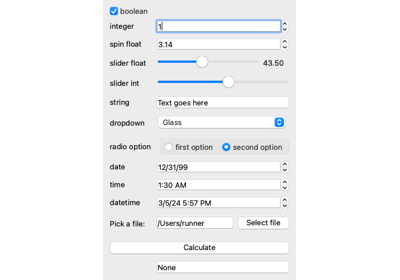 boolean
integer 1
spin float 3.14
slider float 43.50
slider int
string Text goes here
dropdown Glass
radio option first option second option
date 12/31/99
time 1:30 AM
datetime 3/5/24 5:57 PM
Pick a file: /Users/runner Select file
Calculate
None